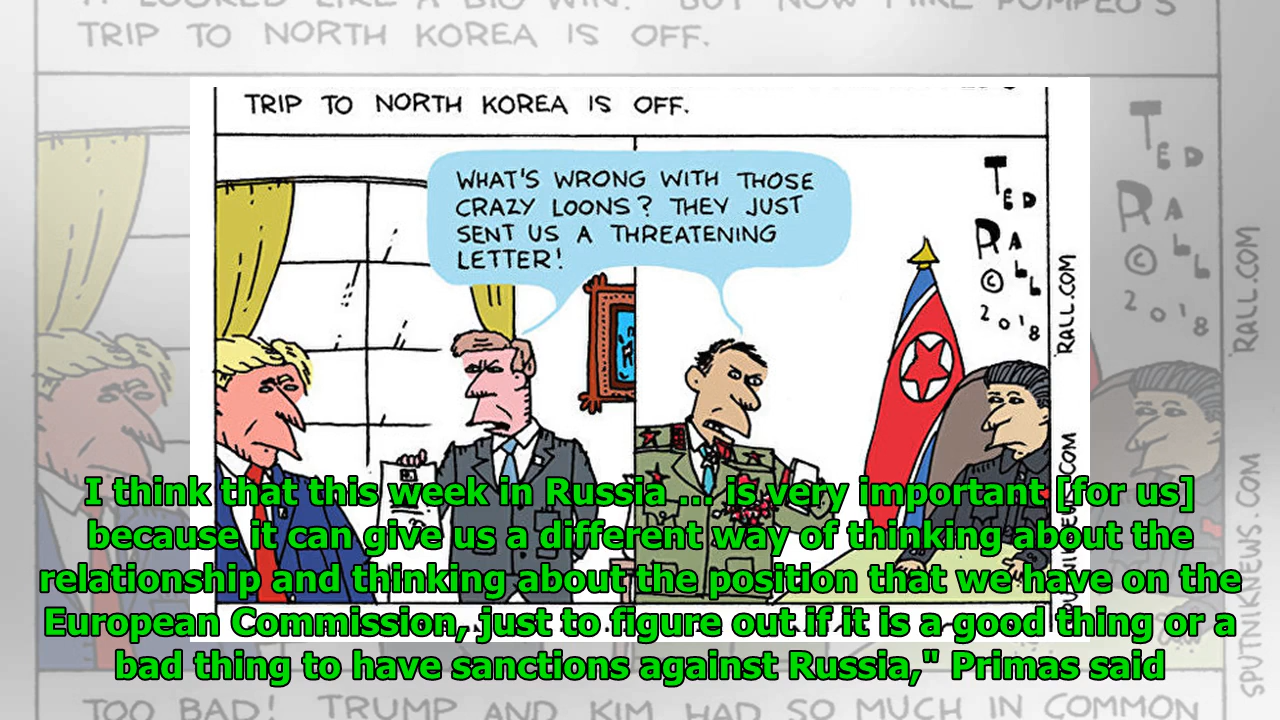 IT LOOKED LIKE A BIG WIN. BUT NOW MIKE POMPEO'S
TRIP TO NORTH KOREA IS OFF.
TRIP TO NORTH KOREA IS OFF.
WHAT'S WRONG WITH THOSE
CRAZY LOONS? THEY JUST
SENT US A THREATENING
LETTER!
TED
RALL
© 2018
RALL.COM
TED
RALL
© 2018
RALL.COM
SPUTNIKNEWS.COM
I think that this week in Russia ... is very important [for us]
because it can give us a different way of thinking about the
relationship and thinking about the position that we have on the
European Commission, just to figure out if it is a good thing or a
bad thing to have sanctions against Russia," Primas said
TOO BAD! TRUMP AND KIM HAD SO MUCH IN COMMON